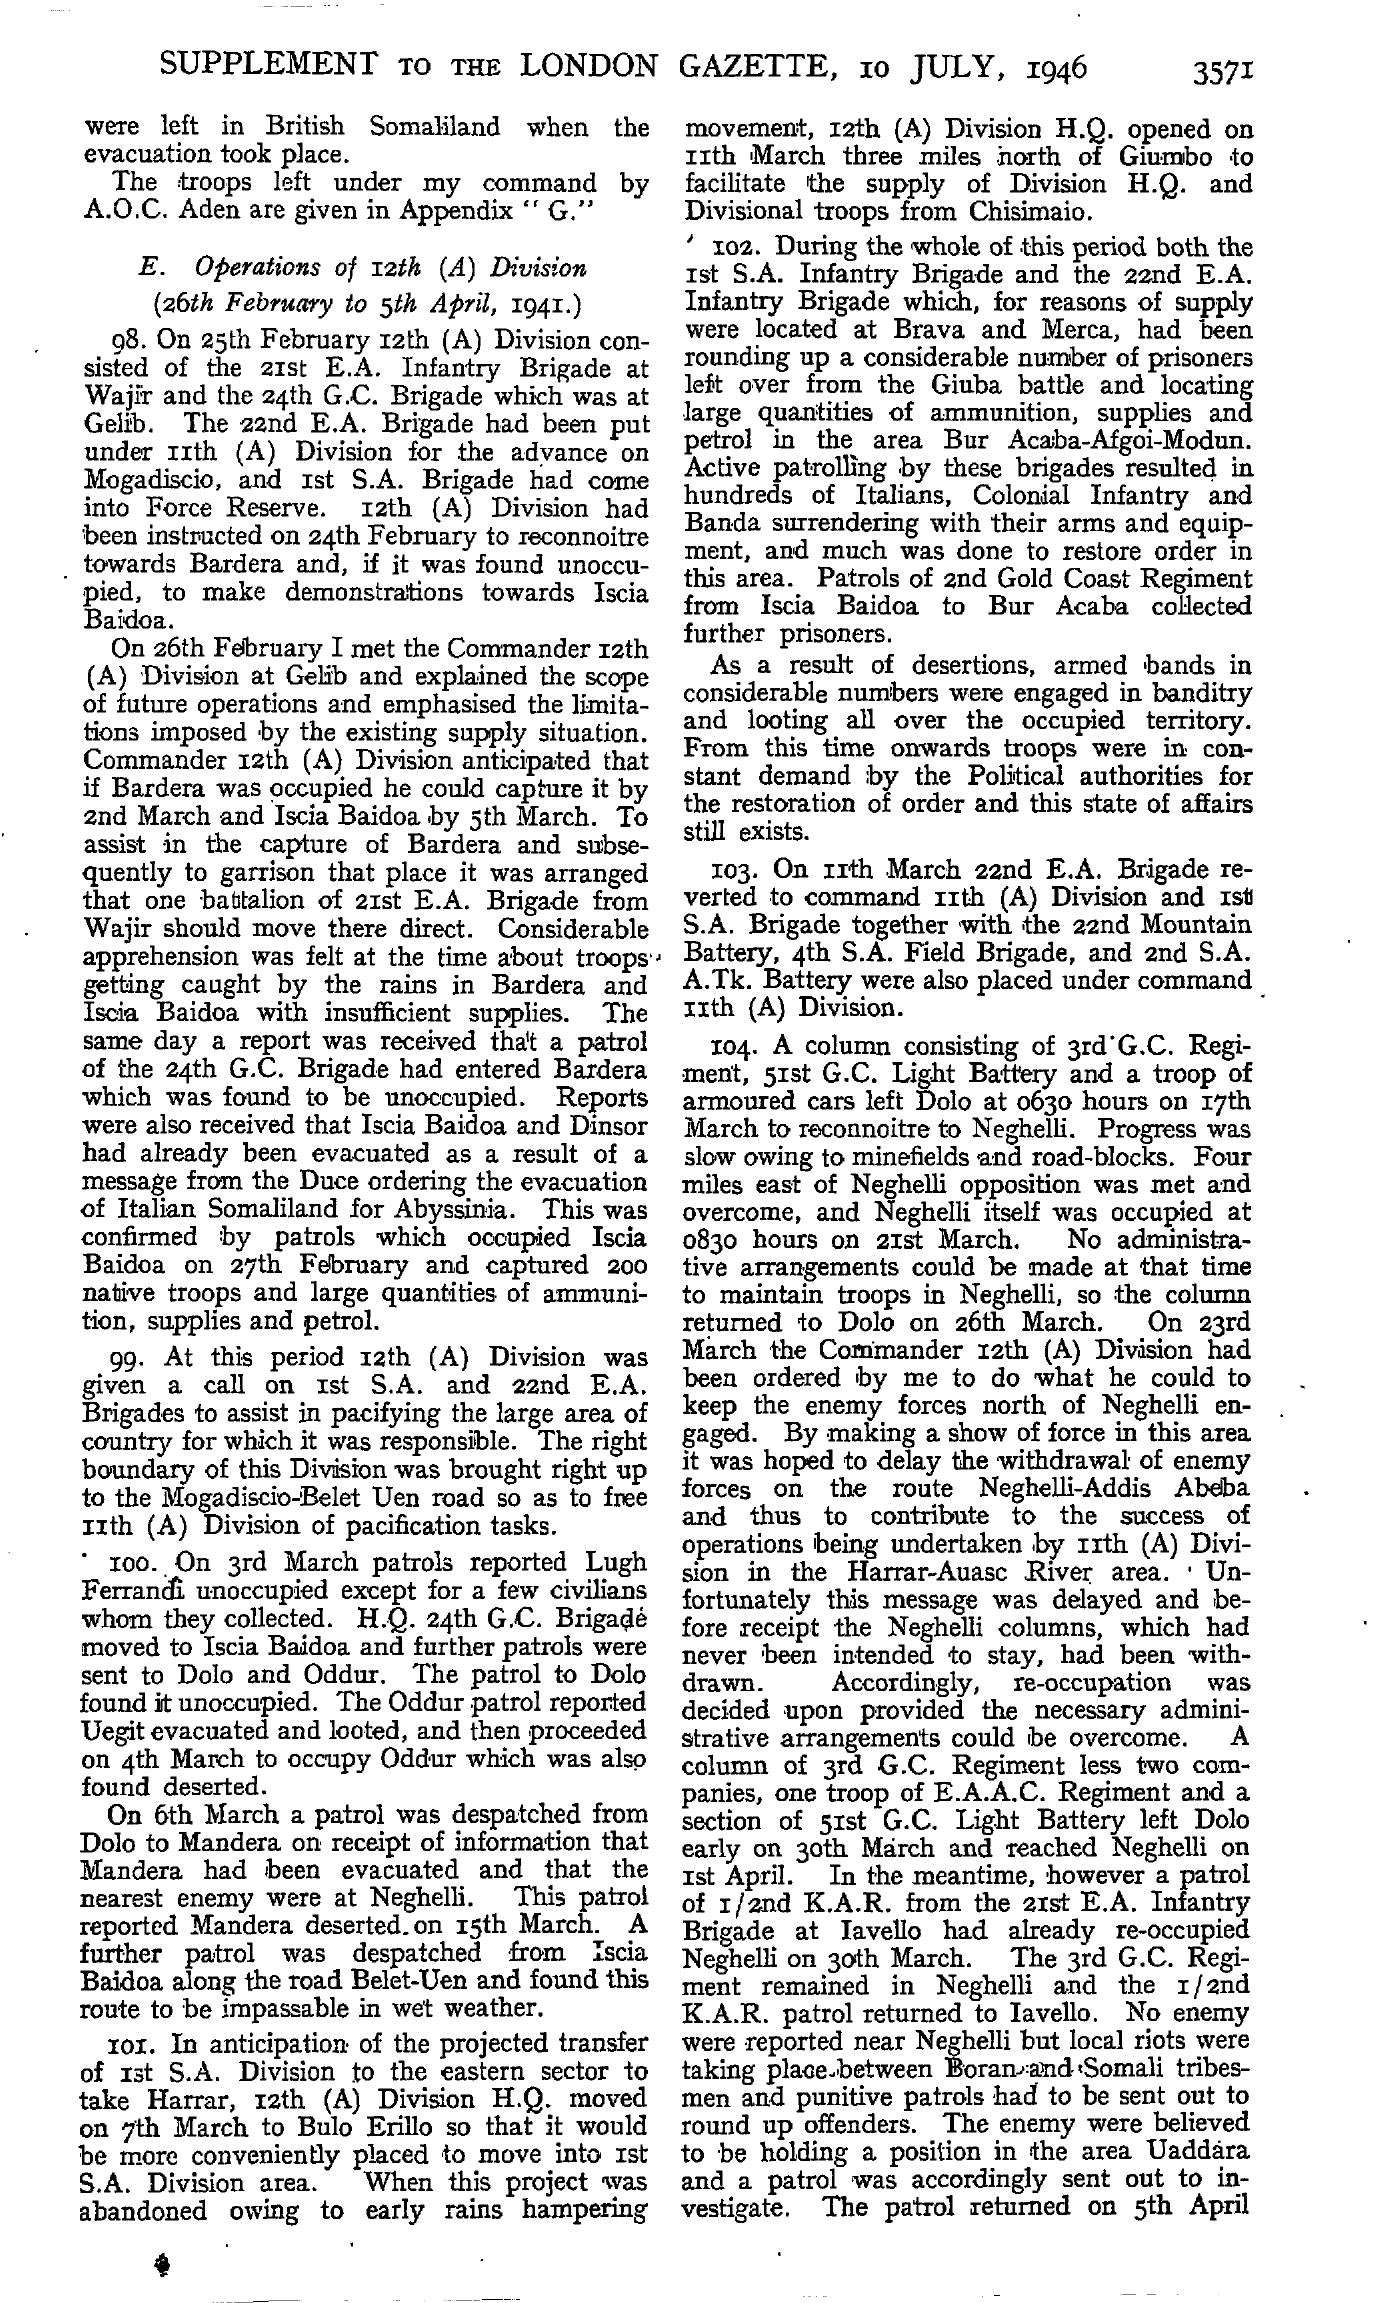 SUPPLEMENT TO THE LONDON GAZETTE, 10 JULY, 1946 3571
were left in British Somaliland when the
evacuation took place.
The troops left under my command by
A.O.C. Aden are given in Appendix "G."
E. Operations of 12th (A) Division
(26th February to 5th April, 1941.)
98. On 25th February 12th (A) Division con-
sisted of the 21st E.A. Infantry Brigade at
Wajir and the 24th G.C. Brigade which was at
Gelib. The 22nd E.A. Brigade had been put
under 11th (A) Division for the advance on
Mogadiscio, and 1st S.A. Brigade had come
into Force Reserve. 12th (A) Division had
been instructed on 24th February to reconnoitre
towards Bardera and, if it was found unoccu-
pied, to make demonstrations towards Iscia
Baidoa.
On 26th February I met the Commander 12th
(A) Division at Gelib and explained the scope
of future operations and emphasised the limita-
tions imposed by the existing supply situation.
Commander 12th (A) Division anticipated that
if Bardera was occupied he could capture it by
2nd March and Iscia Baidoa by 5th March. To
assist in the capture of Bardera and subse-
quently to garrison that place it was arranged
that one battalion of 21st E.A. Brigade from
Wajir should move there direct. Considerable
apprehension was felt at the time about troops
getting caught by the rains in Bardera and
Iscia Baidoa with insufficient supplies. The
same day a report was received that a patrol
of the 24th G.C. Brigade had entered Bardera
which was found to be unoccupied. Reports
were also received that Iscia Baidoa and Dinsor
had already been evacuated as a result of a
message from the Duce ordering the evacuation
of Italian Somaliland for Abyssinia. This was
confirmed by patrols which occupied Iscia
Baidoa on 27th February and captured 200
native troops and large quantities of ammuni-
tion, supplies and petrol.
99. At this period 12th (A) Division was
given a call on 1st S.A. and 22nd E.A.
Brigades to assist in pacifying the large area of
country for which it was responsible. The right
boundary of this Division was brought right up
to the Mogadiscio-Belet Uen road so as to free
11th (A) Division of pacification tasks.
100. On 3rd March patrols reported Lugh
Ferrandi unoccupied except for a few civilians
whom they collected. H.Q. 24th G.C. Brigade
moved to Iscia Baidoa and further patrols were
sent to Dolo and Oddur. The patrol to Dolo
found it unoccupied. The Oddur patrol reported
Uegit evacuated and looted, and then proceeded
on 4th March to occupy Oddur which was also
found deserted.
On 6th March a patrol was despatched from
Dolo to Mandera on receipt of information that
Mandera had been evacuated and that the
nearest enemy were at Neghelli. This patrol
reported Mandera deserted on 15th March. A
further patrol was despatched from Iscia
Baidoa along the road Belet-Uen and found this
route to be impassable in wet weather.
101. In anticipation of the projected transfer
of 1st S.A. Division to the eastern sector to
take Harrar, 12th (A) Division H.Q. moved
on 7th March to Bulo Erillo so that it would
be more conveniently placed to move into 1st
S.A. Division area. When this project was
abandoned owing to early rains hampering
movement, 12th (A) Division H.Q. opened on
11th March three miles north of Giumbo to
facilitate the supply of Division H.Q. and
Divisional troops from Chisimaio.
102. During the whole of this period both the
1st S.A. Infantry Brigade and the 22nd E.A.
Infantry Brigade which, for reasons of supply
were located at Brava and Merca, had been
rounding up a considerable number of prisoners
left over from the Giuba battle and locating
large quantities of ammunition, supplies and
petrol in the area Bur Acaba-Afgoi-Modun.
Active patrolling by these brigades resulted in
hundreds of Italians, Colonial Infantry and
Banda surrendering with their arms and equip-
ment, and much was done to restore order in
this area. Patrols of 2nd Gold Coast Regiment
from Iscia Baidoa to Bur Acaba collected
further prisoners.
As a result of desertions, armed bands in
considerable numbers were engaged in banditry
and looting all over the occupied territory.
From this time onwards troops were in con-
stant demand by the Political authorities for
the restoration of order and this state of affairs
still exists.
103. On 11th March 22nd E.A. Brigade re-
verted to command 11th (A) Division and 1st
S.A. Brigade together with the 22nd Mountain
Battery, 4th S.A. Field Brigade, and 2nd S.A.
A.Tk. Battery were also placed under command
11th (A) Division.
104. A column consisting of 3rd G.C. Regi-
ment, 51st G.C. Light Battery and a troop of
armoured cars left Dolo at 0630 hours on 17th
March to reconnoitre to Neghelli. Progress was
slow owing to minefields and road-blocks. Four
miles east of Neghelli opposition was met and
overcome, and Neghelli itself was occupied at
0830 hours on 21st March. No administra-
tive arrangements could be made at that time
to maintain troops in Neghelli, so the column
returned to Dolo on 26th March. On 23rd
March the Commander 12th (A) Division had
been ordered by me to do what he could to
keep the enemy forces north of Neghelli en-
gaged. By making a show of force in this area
it was hoped to delay the withdrawal of enemy
forces on the route Neghelli-Addis Abeba
and thus to contribute to the success of
operations being undertaken by 11th (A) Divi-
sion in the Harrar-Auasc River area. Un-
fortunately this message was delayed and be-
fore receipt the Neghelli columns, which had
never been intended to stay, had been with-
drawn. Accordingly, re-occupation was
decided upon provided the necessary admini-
strative arrangements could be overcome. A
column of 3rd G.C. Regiment less two com-
panies, one troop of E.A.A.C. Regiment and a
section of 51st G.C. Light Battery left Dolo
early on 30th March and reached Neghelli on
1st April. In the meantime, however a patrol
of 1/2nd K.A.R. from the 21st E.A. Infantry
Brigade at Iavello had already re-occupied
Neghelli on 30th March. The 3rd G.C. Regi-
ment remained in Neghelli and the 1/2nd
K.A.R. patrol returned to Iavello. No enemy
were reported near Neghelli but local riots were
taking place between Boran and Somali tribes-
men and punitive patrols had to be sent out to
round up offenders. The enemy were believed
to be holding a position in the area Uaddara
and a patrol was accordingly sent out to in-
vestigate. The patrol returned on 5th April